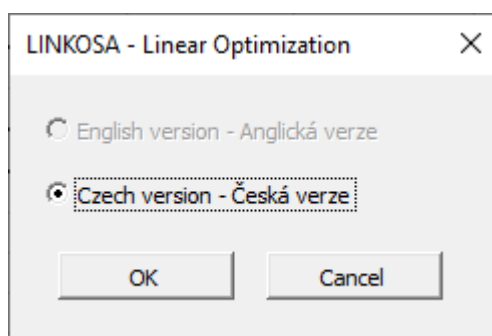 LINKOSA - Linear Optimization
English version - Anglická verze
Czech version - Česká verze
OK Cancel